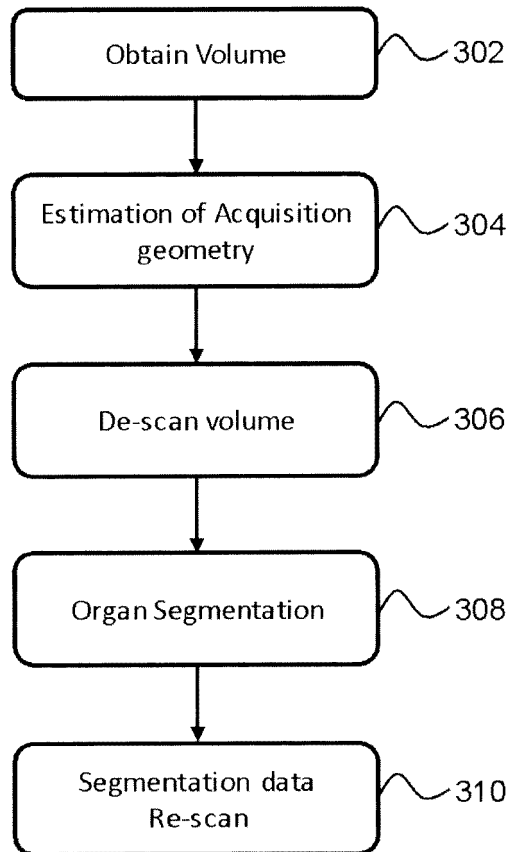 Obtain Volume
302
Estimation of Acquisition
geometry
304
De-scan volume
306
Organ Segmentation
308
Segmentation data
Re-scan
310